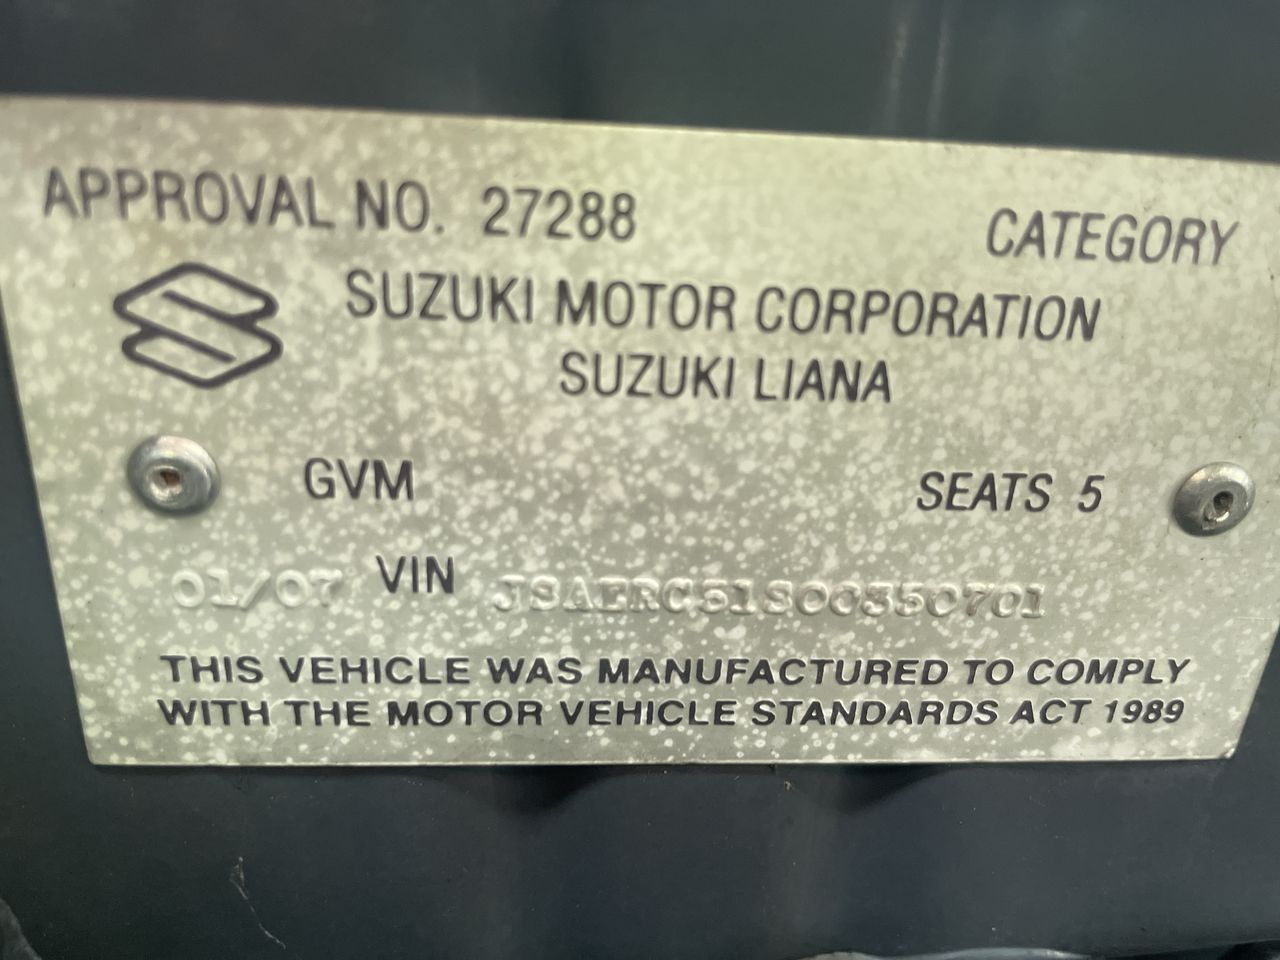 APPROVAL NO. 27288 CATEGORY
SUZUKI MOTOR CORPORATION
SUZUKI LIANA
GVM SEATS 5
01/07 VIN JSAERC51S00350701
THIS VEHICLE WAS MANUFACTURED TO COMPLY
WITH THE MOTOR VEHICLE STANDARDS ACT 1989